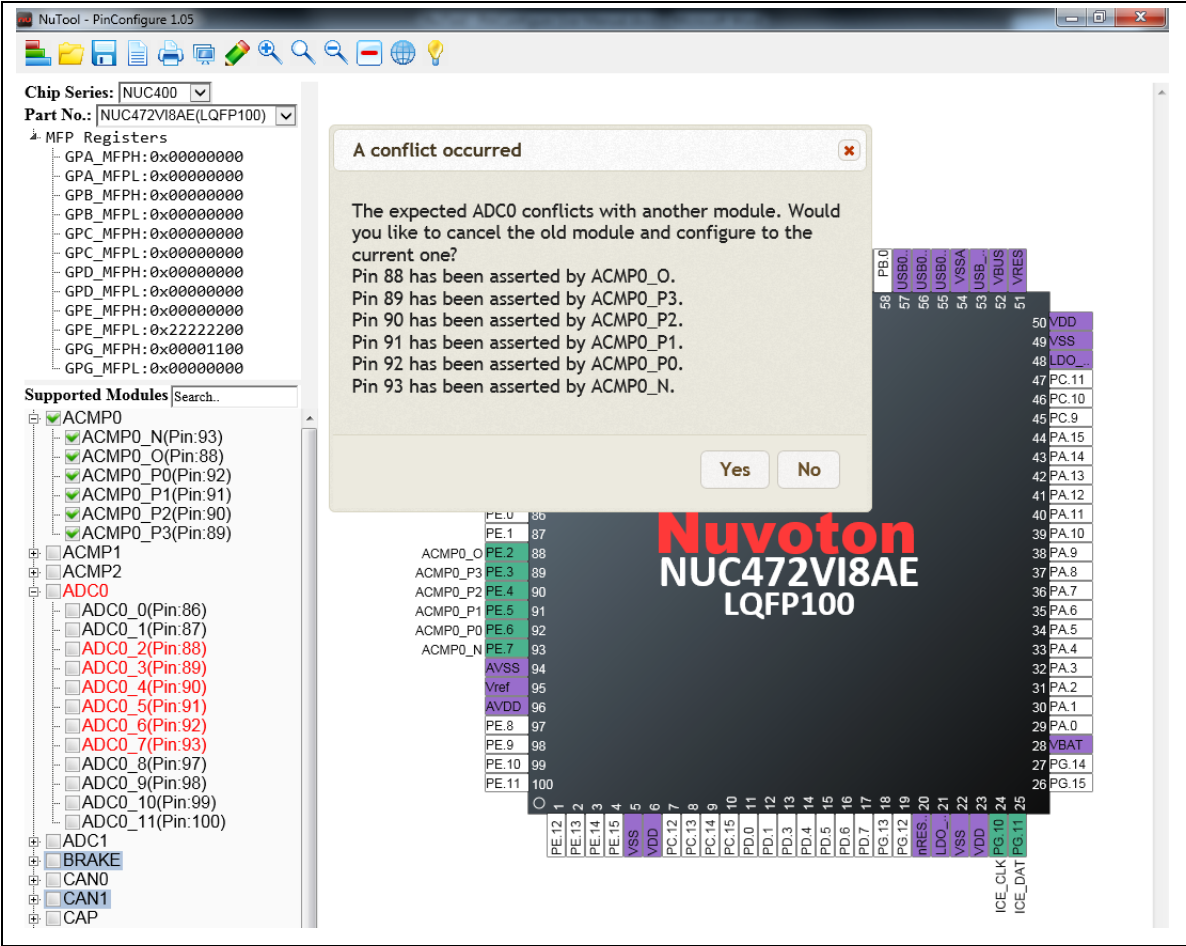 NuTool - PinConfigure 1.05
Chip Series: NUC400
Part No.: NUC472VI8AE(LQFP100)
MFP Registers
GPA_MFPH:0x00000000
GPA_MFPL:0x00000000
GPB_MFPH:0x00000000
GPB_MFPL:0x00000000
GPC_MFPH:0x00000000
GPC_MFPL:0x00000000
GPD_MFPH:0x00000000
GPD_MFPL:0x00000000
GPE_MFPH:0x00000000
GPE_MFPL:0x22222200
GPG_MFPH:0x00001100
GPG_MFPL:0x00000000
Supported Modules Search..
ACMP0
ACMP0_N(Pin:93)
ACMP0_O(Pin:88)
ACMP0_P0(Pin:92)
ACMP0_P1(Pin:91)
ACMP0_P2(Pin:90)
ACMP0_P3(Pin:89)
ACMP1
ACMP2
ADC0
ADC0_0(Pin:86)
ADC0_1(Pin:87)
ADC0_2(Pin:88)
ADC0_3(Pin:89)
ADC0_4(Pin:90)
ADC0_5(Pin:91)
ADC0_6(Pin:92)
ADC0_7(Pin:93)
ADC0_8(Pin:97)
ADC0_9(Pin:98)
ADC0_10(Pin:99)
ADC0_11(Pin:100)
ADC1
BRAKE
CAN0
CAN1
CAP
A conflict occurred
The expected ADC0 conflicts with another module. Would
you like to cancel the old module and configure to the
current one?
Pin 88 has been asserted by ACMP0_O.
Pin 89 has been asserted by ACMP0_P3.
Pin 90 has been asserted by ACMP0_P2.
Pin 91 has been asserted by ACMP0_P1.
Pin 92 has been asserted by ACMP0_P0.
Pin 93 has been asserted by ACMP0_N.
Yes No
PB.0 USB0.. USB0.. USB0.. VSSA USB_.. VBUS VRES
58 57 56 55 54 53 52 51
50 VDD
49 VSS
48 LDO_..
47 PC.11
46 PC.10
45 PC.9
44 PA.15
43 PA.14
42 PA.13
41 PA.12
40 PA.11
39 PA.10
38 PA.9
37 PA.8
36 PA.7
35 PA.6
34 PA.5
33 PA.4
32 PA.3
31 PA.2
30 PA.1
29 PA.0
28 VBAT
27 PG.14
26 PG.15
PE.0 86
PE.1 87
ACMP0_O PE.2 88
ACMP0_P3 PE.3 89
ACMP0_P2 PE.4 90
ACMP0_P1 PE.5 91
ACMP0_P0 PE.6 92
ACMP0_N PE.7 93
AVSS 94
Vref 95
AVDD 96
PE.8 97
PE.9 98
PE.10 99
PE.11 100
Nuvoton
NUC472VI8AE
LQFP100
1 2 3 4 5 6 7 8 9 10 11 12 13 14 15 16 17 18 19 20 21 22 23 24 25
PE.12 PE.13 PE.14 PE.15 VSS VDD PC.12 PC.13 PC.14 PC.15 PD.0 PD.1 PD.3 PD.4 PD.5 PD.6 PD.7 PG.13 PG.12 nRES.. LDO_.. VSS VDD PG.10 PG.11
ICE_CLK ICE_DAT